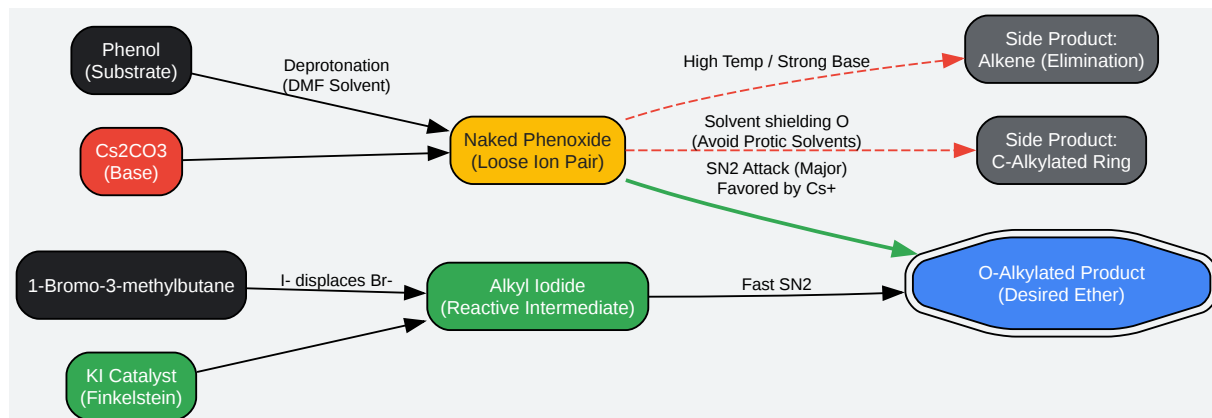 Phenol
(Substrate)
Deprotonation
(DMF Solvent)
Cs2CO3
(Base)
Naked Phenoxide
(Loose Ion Pair)
High Temp / Strong Base
Side Product:
Alkene (Elimination)
Solvent shielding O
(Avoid Protic Solvents)
Side Product:
C-Alkylated Ring
SN2 Attack (Major)
Favored by Cs+
1-Bromo-3-methylbutane
I- displaces Br-
Alkyl Iodide
(Reactive Intermediate)
Fast SN2
O-Alkylated Product
(Desired Ether)
KI Catalyst
(Finkelstein)